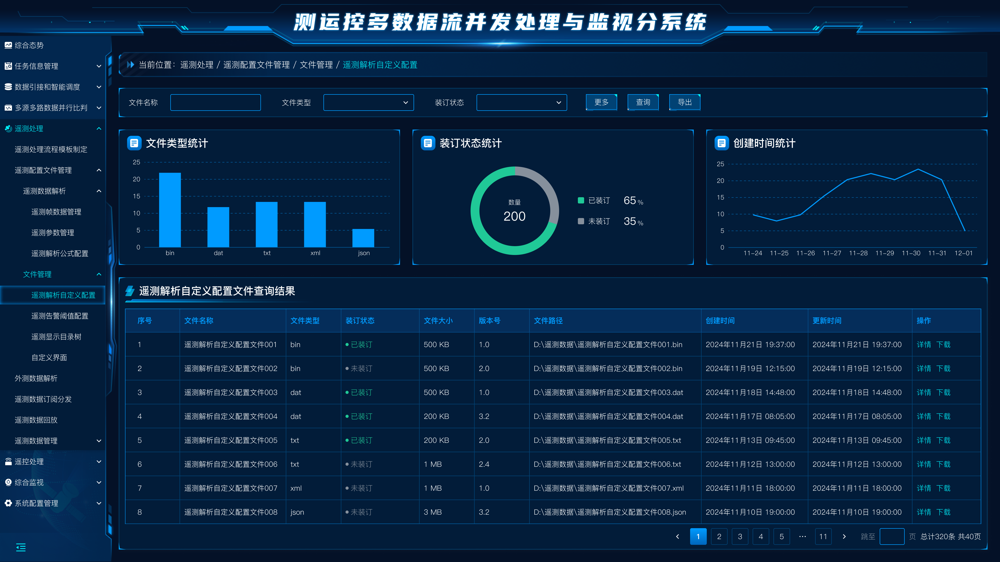 测运控多数据流并发处理与监视分系统
综合态势
任务信息管理
数据引接和智能调度
多源多路数据并行比判
遥测处理
遥测处理流程模板制定
遥测配置文件管理
遥测数据解析
遥测帧数据管理
遥测参数管理
遥测解析公式配置
文件管理
遥测解析自定义配置
遥测告警阈值配置
遥测显示目录树
自定义界面
外测数据解析
遥测数据订阅分发
遥测数据回放
遥测数据管理
遥控处理
综合监视
系统配置管理
当前位置：遥测处理 / 遥测配置文件管理 / 文件管理 / 遥测解析自定义配置
文件名称 文件类型 装订状态 更多 查询 导出
文件类型统计
25
20
15
10
5
0
bin dat txt xml json
装订状态统计
数量
200
已装订 65 %
未装订 35 %
创建时间统计
25
20
15
10
5
0
11-24 11-25 11-26 11-27 11-28 11-29 11-30 11-31 12-01
遥测解析自定义配置文件查询结果
序号 文件名称 文件类型 装订状态 文件大小 版本号 文件路径 创建时间 更新时间 操作
1 遥测解析自定义配置文件001 bin 已装订 500 KB 1.0 D:\遥测数据\遥测解析自定义配置文件001.bin 2024年11月21日 19:37:00 2024年11月21日 19:37:00 详情 下载
2 遥测解析自定义配置文件002 bin 未装订 500 KB 2.0 D:\遥测数据\遥测解析自定义配置文件002.bin 2024年11月19日 12:15:00 2024年11月19日 12:15:00 详情 下载
3 遥测解析自定义配置文件003 dat 已装订 500 KB 1.0 D:\遥测数据\遥测解析自定义配置文件003.dat 2024年11月18日 14:48:00 2024年11月18日 14:48:00 详情 下载
4 遥测解析自定义配置文件004 dat 已装订 200 KB 3.2 D:\遥测数据\遥测解析自定义配置文件004.dat 2024年11月17日 08:05:00 2024年11月17日 08:05:00 详情 下载
5 遥测解析自定义配置文件005 txt 已装订 200 KB 2.0 D:\遥测数据\遥测解析自定义配置文件005.txt 2024年11月13日 09:45:00 2024年11月13日 09:45:00 详情 下载
6 遥测解析自定义配置文件006 txt 未装订 1 MB 2.4 D:\遥测数据\遥测解析自定义配置文件006.txt 2024年11月12日 13:00:00 2024年11月12日 13:00:00 详情 下载
7 遥测解析自定义配置文件007 xml 未装订 1 MB 1.0 D:\遥测数据\遥测解析自定义配置文件007.xml 2024年11月11日 18:00:00 2024年11月11日 18:00:00 详情 下载
8 遥测解析自定义配置文件008 json 未装订 3 MB 3.2 D:\遥测数据\遥测解析自定义配置文件008.json 2024年11月10日 19:00:00 2024年11月10日 19:00:00 详情 下载
1 2 3 4 5 ··· 11 跳至 页 总计320条 共40页